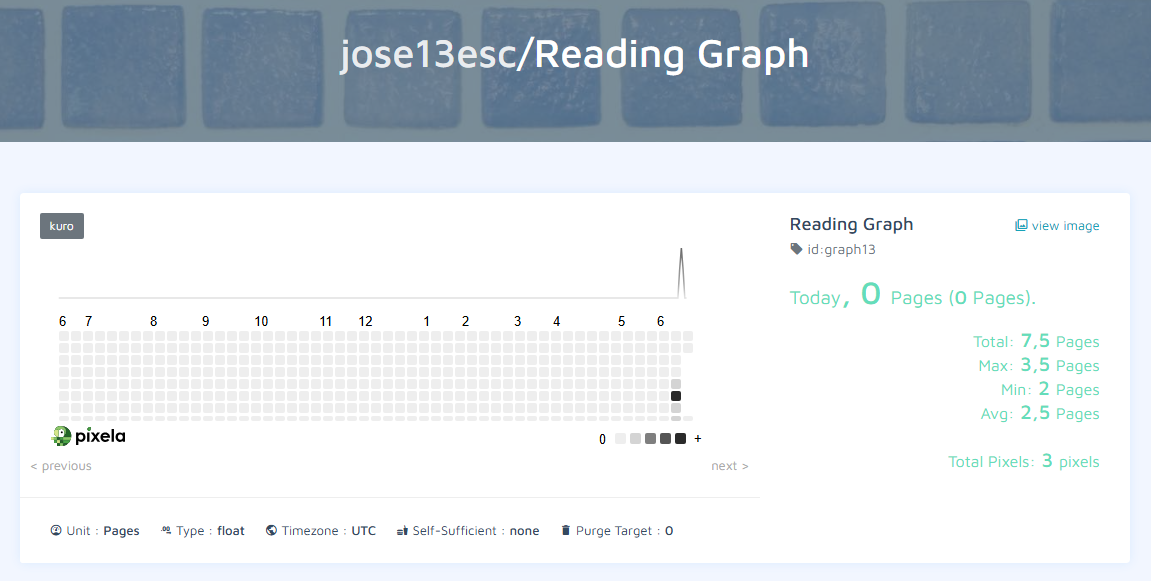 jose13esc/Reading Graph
kuro
6 7 8 9 10 11 12 1 2 3 4 5 6
pixela
0 +
< previous
next >
Unit : Pages
Type : float
Timezone : UTC
Self-Sufficient : none
Purge Target : 0
Reading Graph
view image
id:graph13
Today, 0 Pages (0 Pages).
Total: 7,5 Pages
Max: 3,5 Pages
Min: 2 Pages
Avg: 2,5 Pages
Total Pixels: 3 pixels